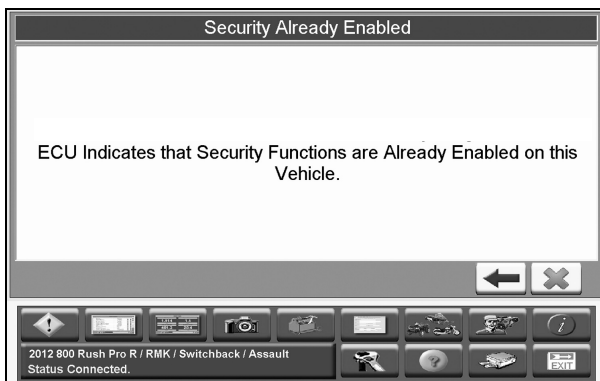 Security Already Enabled
ECU Indicates that Security Functions are Already Enabled on this
Vehicle.
2012 800 Rush Pro R / RMK / Switchback / Assault
Status Connected.
EXIT